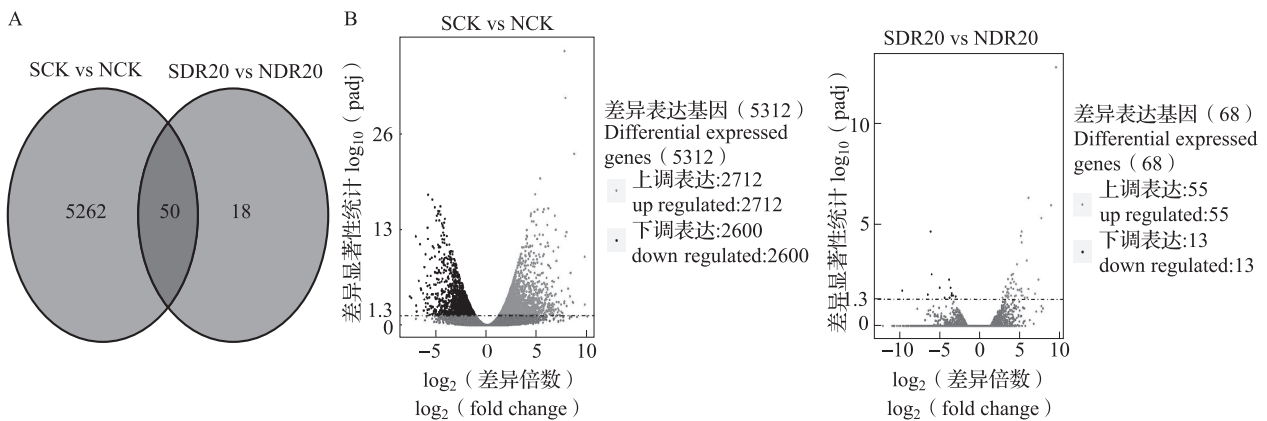 A
SCK vs NCK
SDR20 vs NDR20
5262
50
18
B
SCK vs NCK
差异显著性统计 log10（padj）
26
13
1.3
0
−5
0
5
10
log2（差异倍数）
log2（fold change）
差异表达基因（5312）
Differential expressed
genes（5312）
上调表达:2712
up regulated:2712
下调表达:2600
down regulated:2600
SDR20 vs NDR20
差异显著性统计 log10（padj）
10
5
1.3
0
−10
−5
0
5
10
log2（差异倍数）
log2（fold change）
差异表达基因（68）
Differential expressed
genes（68）
上调表达:55
up regulated:55
下调表达:13
down regulated:13